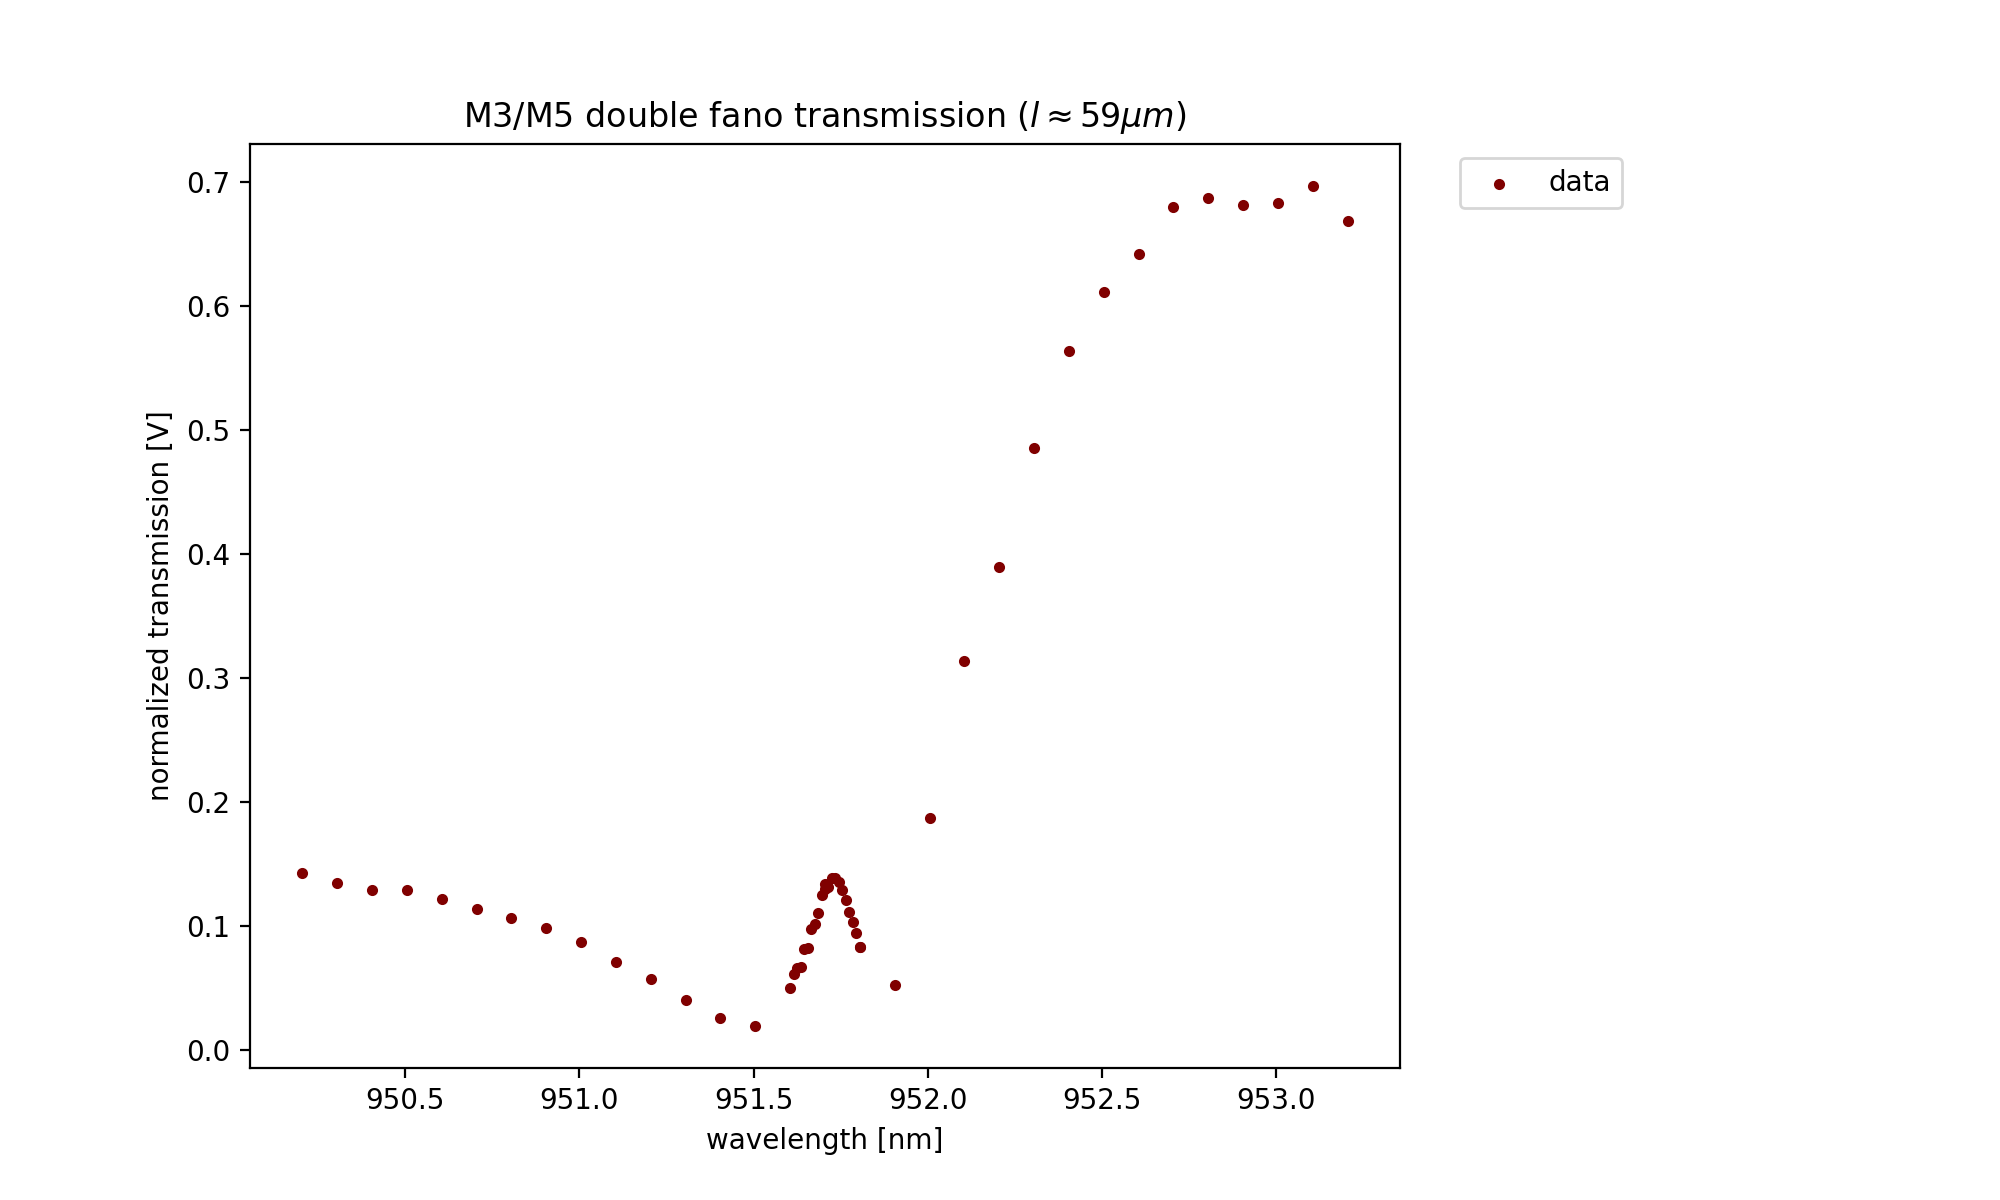 M3/M5 double fano transmission (l ≈ 59μm)
data
0.7
0.6
0.5
0.4
0.3
0.2
0.1
0.0
normalized transmission [V]
950.5 951.0 951.5 952.0 952.5 953.0
wavelength [nm]